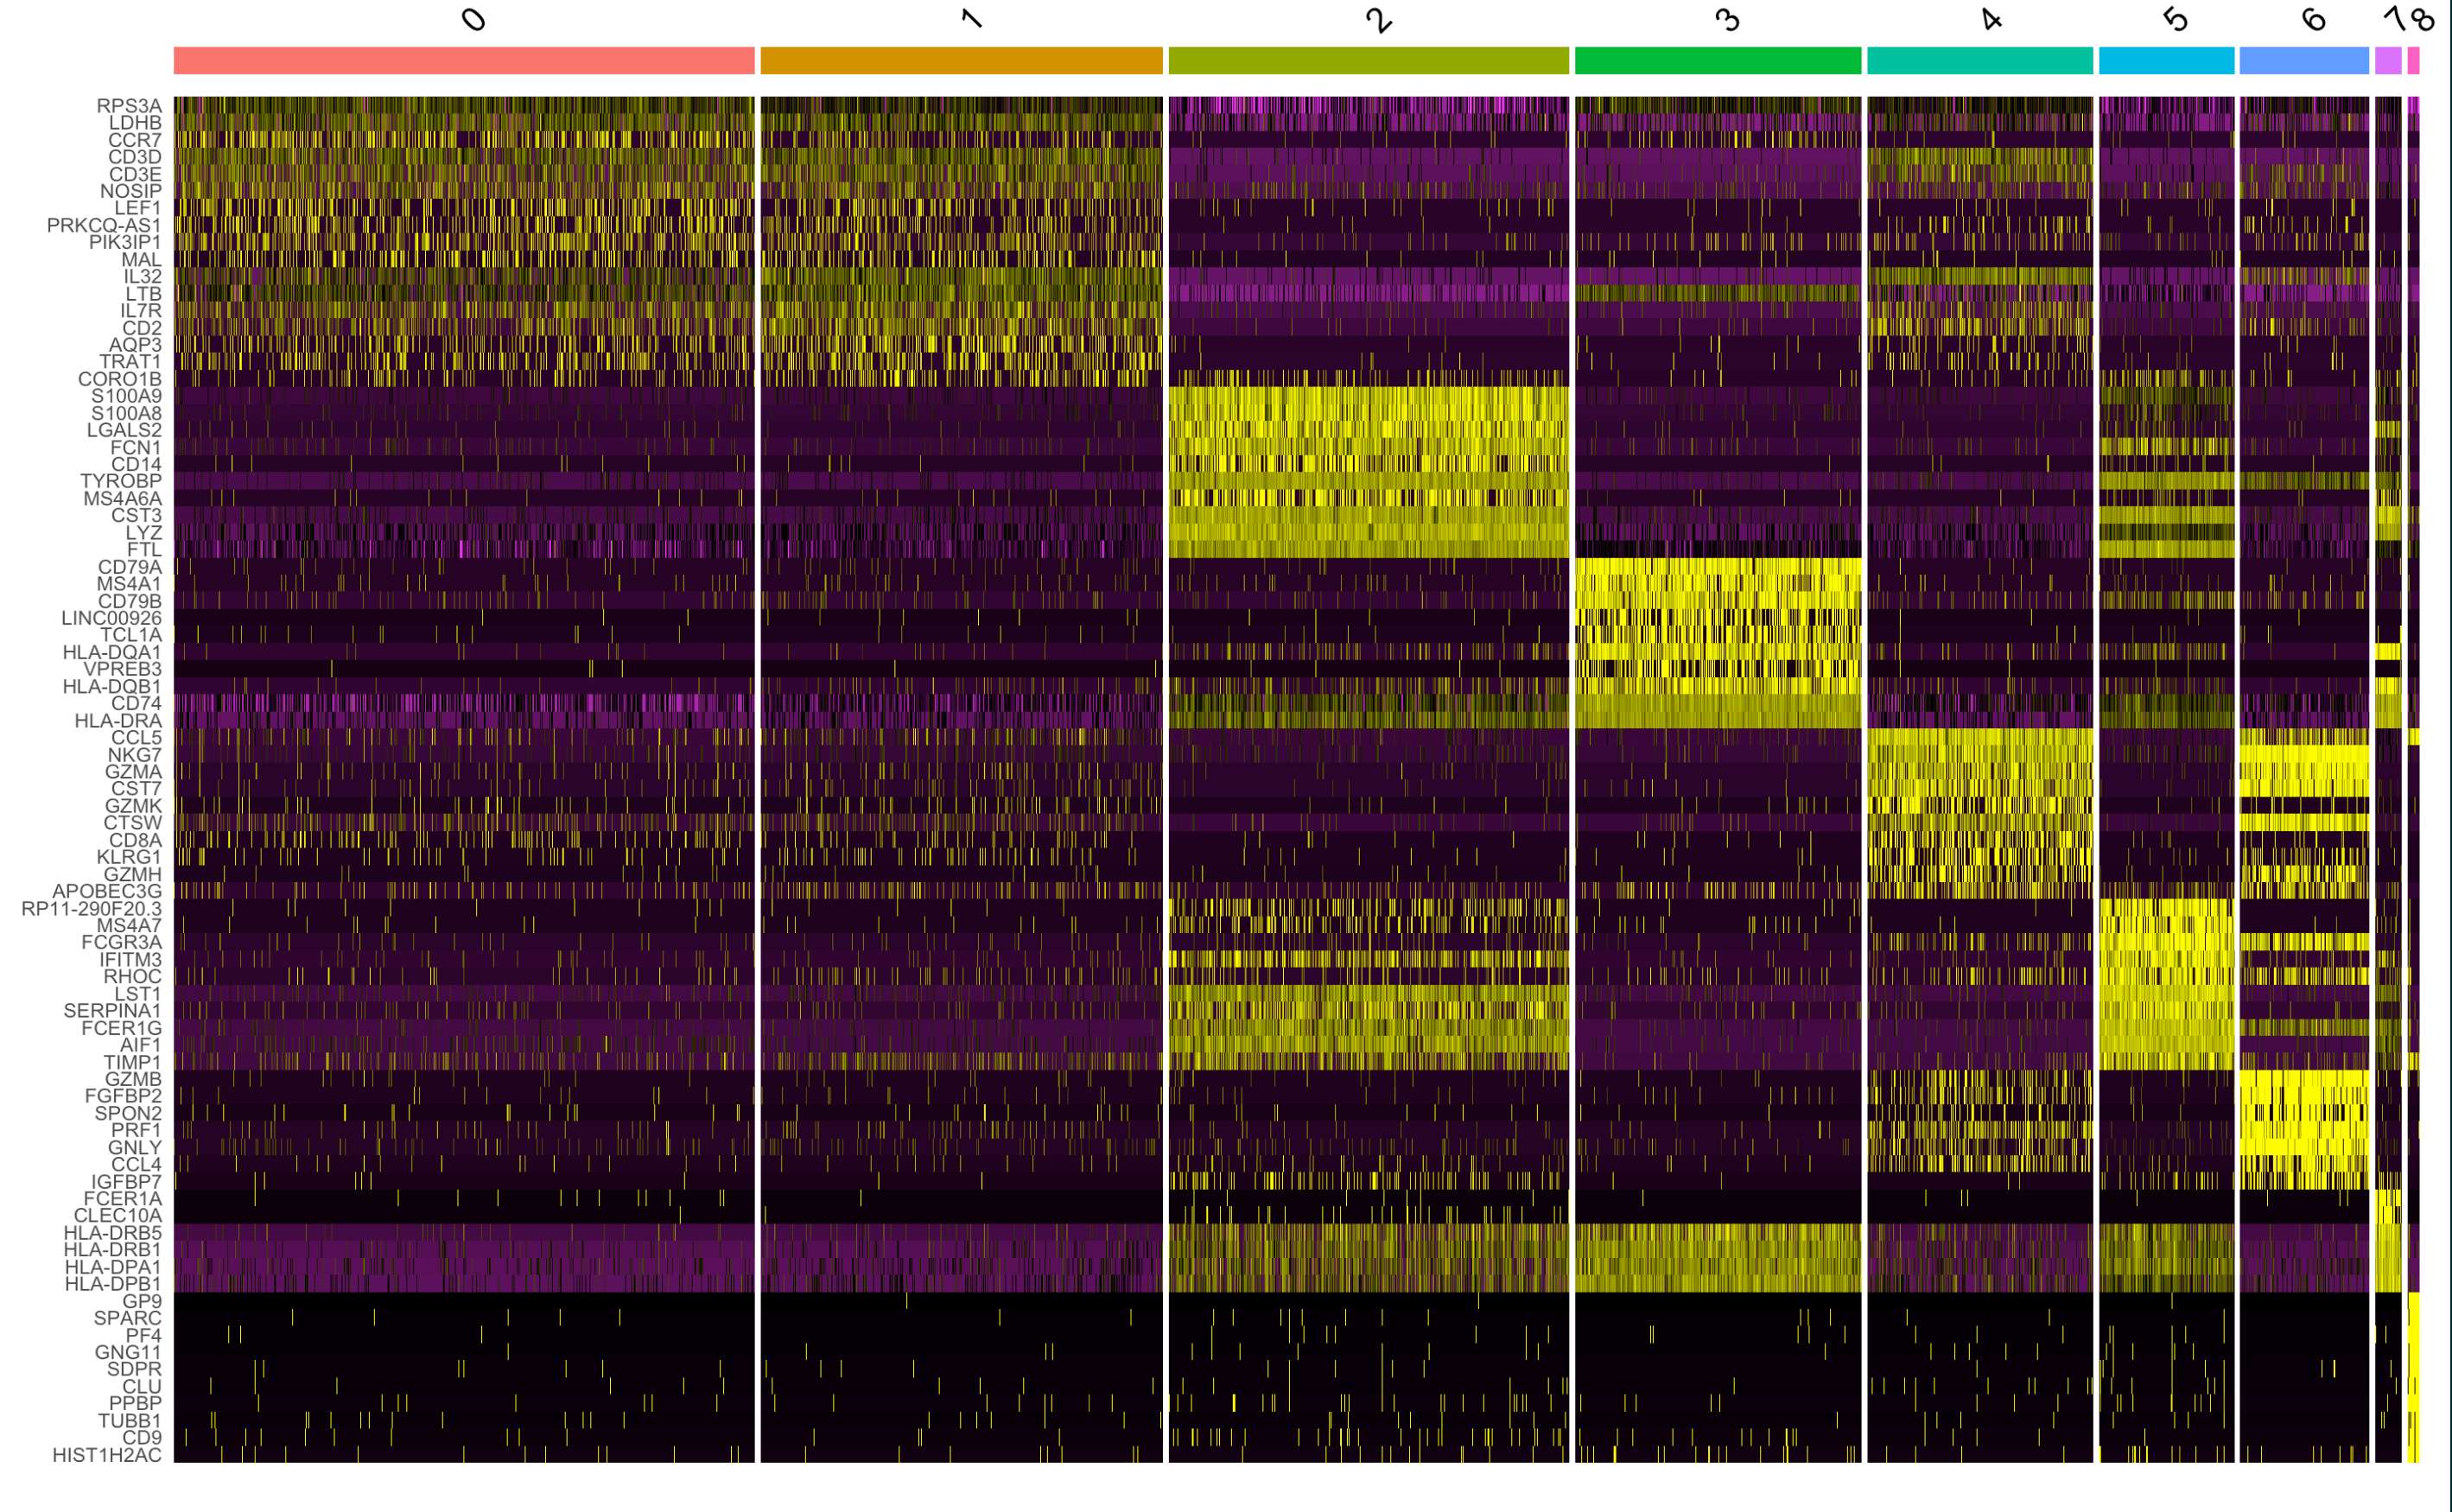 0 1 2 3 4 5 6 7 8
RPS3A
LDHB
CCR7
CD3D
CD3E
NOSIP
LEF1
PRKCQ-AS1
PIK3IP1
MAL
IL32
LTB
IL7R
CD2
AQP3
TRAT1
CORO1B
S100A9
S100A8
LGALS2
FCN1
CD14
TYROBP
MS4A6A
CST3
LYZ
FTL
CD79A
MS4A1
CD79B
LINC00926
TCL1A
HLA-DQA1
VPREB3
HLA-DQB1
CD74
HLA-DRA
CCL5
NKG7
GZMA
CST7
GZMK
CTSW
CD8A
KLRG1
GZMH
APOBEC3G
RP11-290F20.3
MS4A7
FCGR3A
IFITM3
RHOC
LST1
SERPINA1
FCER1G
AIF1
TIMP1
GZMB
FGFBP2
SPON2
PRF1
GNLY
CCL4
IGFBP7
FCER1A
CLEC10A
HLA-DRB5
HLA-DRB1
HLA-DPA1
HLA-DPB1
GP9
SPARC
PF4
GNG11
SDPR
CLU
PPBP
TUBB1
CD9
HIST1H2AC